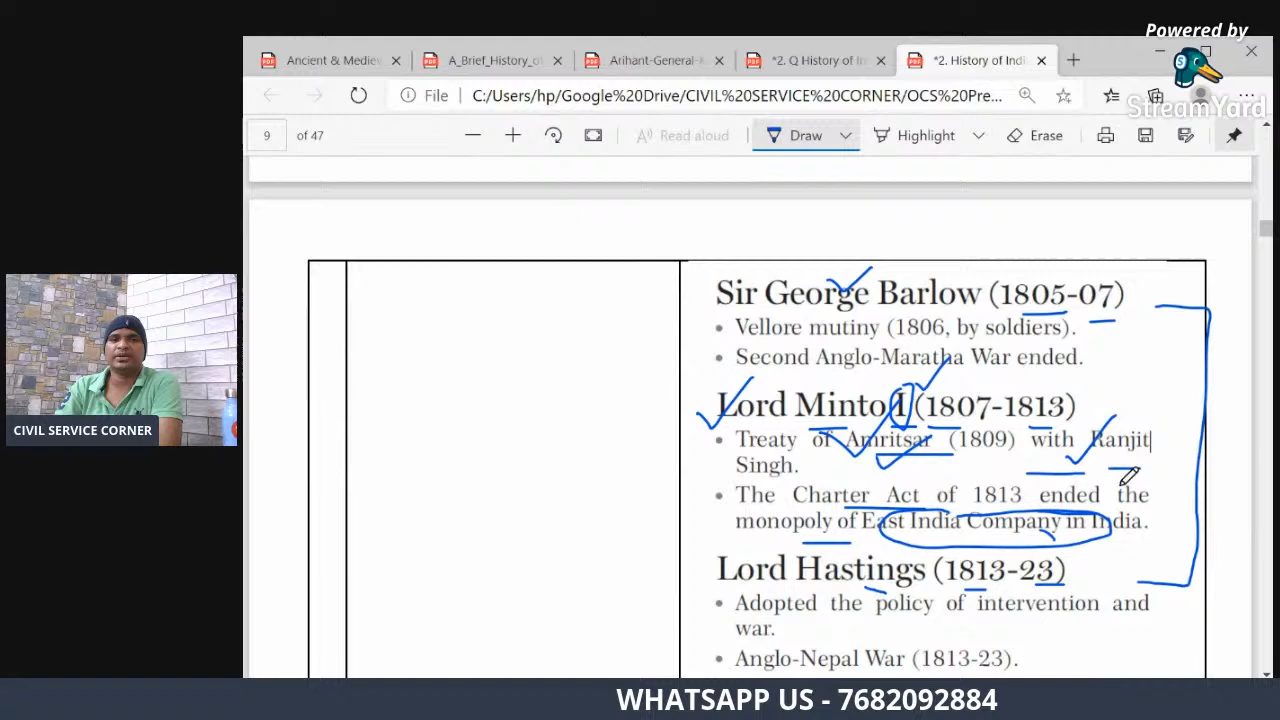 Powered by
StreamYard
Ancient & Mediev
A_Brief_History_o
Arihant-General-K
*2. Q History of In
*2. History of Indi
File
C:/Users/hp/Google%20Drive/CIVIL%20SERVICE%20CORNER/OCS%20Pre...
9 of 47
Read aloud
Draw
Highlight
Erase
Sir George Barlow (1805-07)
• Vellore mutiny (1806, by soldiers).
• Second Anglo-Maratha War ended.
Lord Minto I (1807-1813)
• Treaty of Amritsar (1809) with Ranjit
Singh.
• The Charter Act of 1813 ended the
monopoly of East India Company in India.
Lord Hastings (1813-23)
• Adopted the policy of intervention and
war.
• Anglo-Nepal War (1813-23).
CIVIL SERVICE CORNER
WHATSAPP US - 7682092884